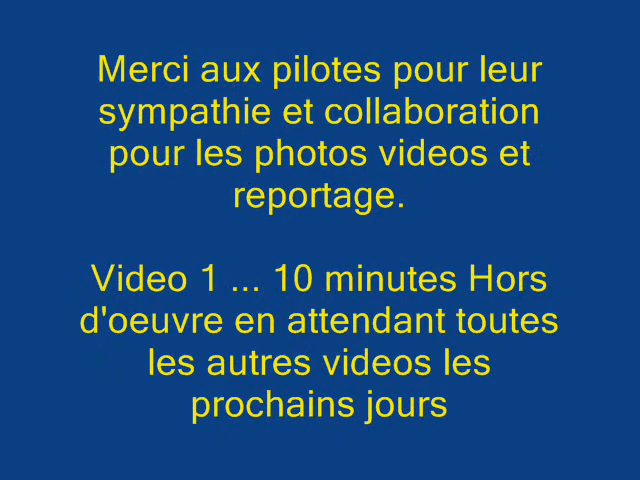 Merci aux pilotes pour leur
sympathie et collaboration
pour les photos videos et
reportage.
Video 1 ... 10 minutes Hors
d'oeuvre en attendant toutes
les autres videos les
prochains jours